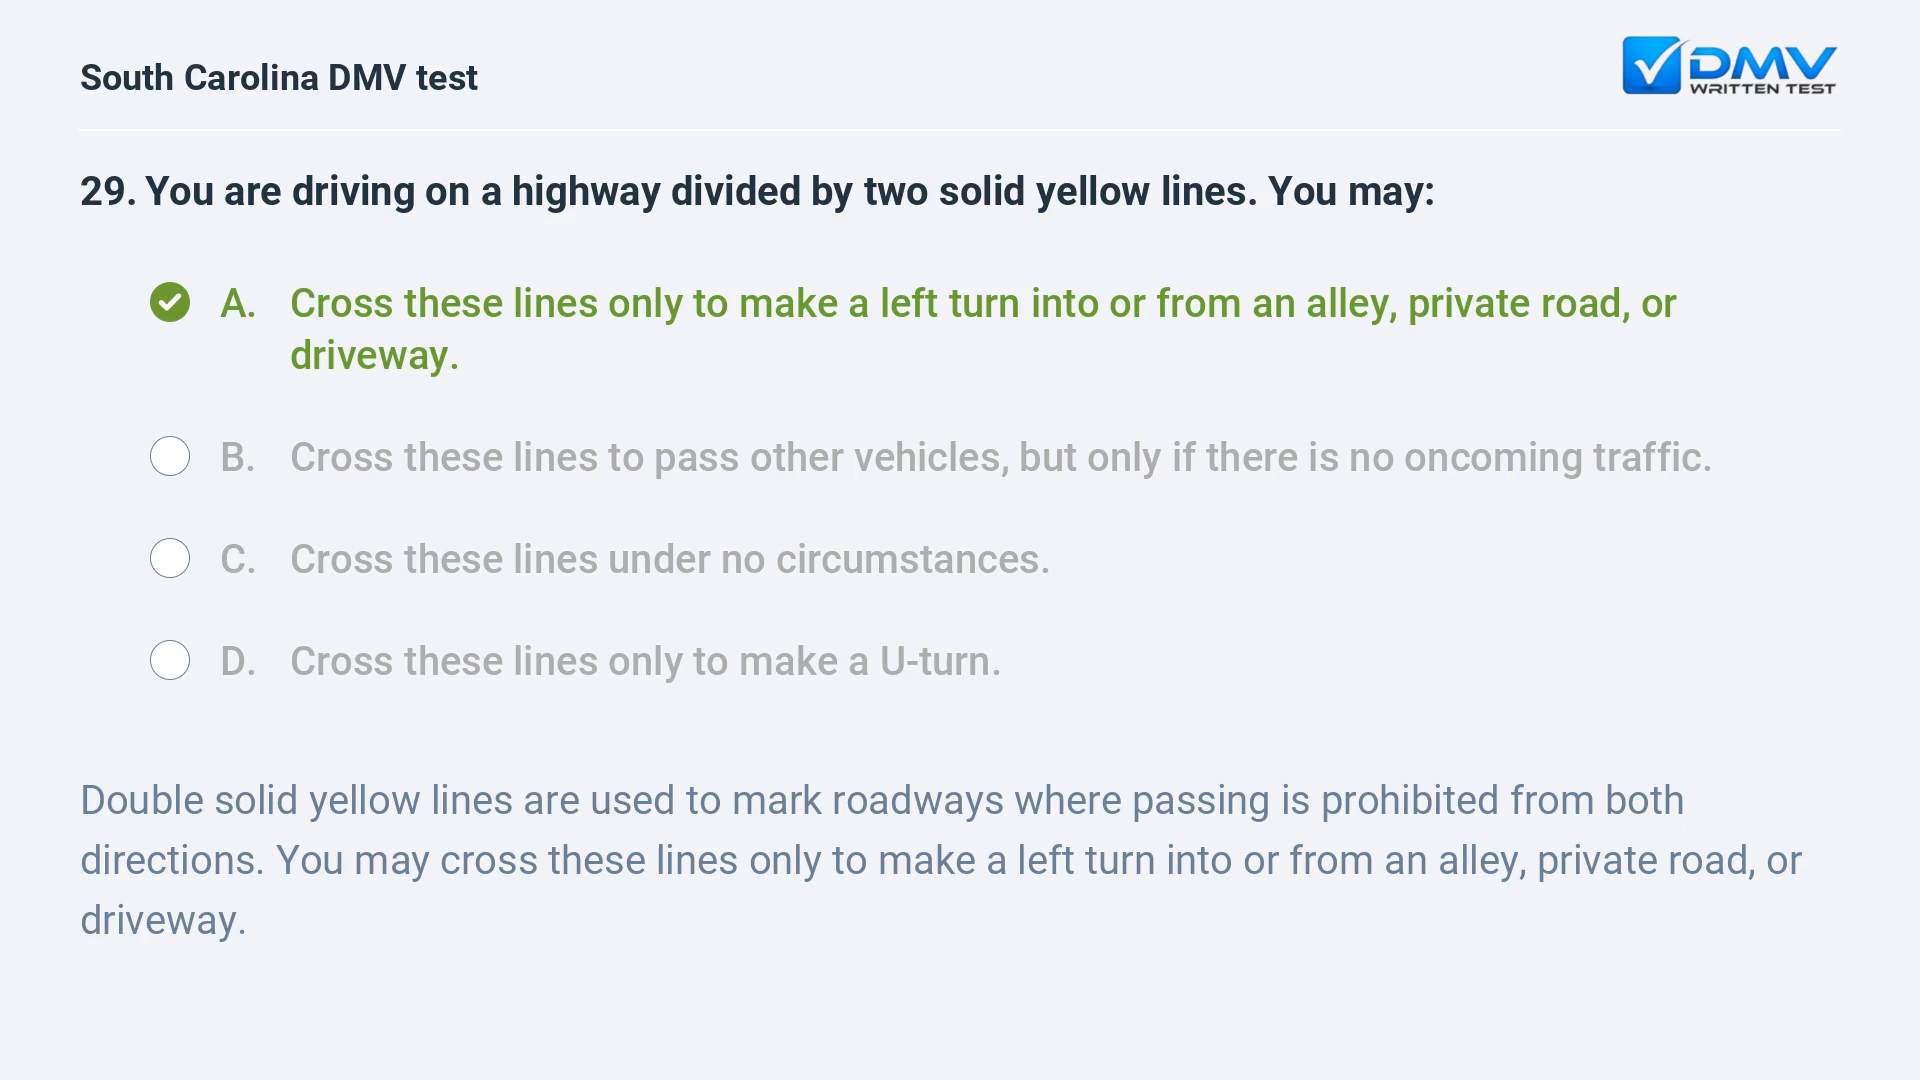 South Carolina DMV test
DMV
WRITTEN TEST
29. You are driving on a highway divided by two solid yellow lines. You may:
A. Cross these lines only to make a left turn into or from an alley, private road, or
driveway.
B. Cross these lines to pass other vehicles, but only if there is no oncoming traffic.
C. Cross these lines under no circumstances.
D. Cross these lines only to make a U-turn.
Double solid yellow lines are used to mark roadways where passing is prohibited from both
directions. You may cross these lines only to make a left turn into or from an alley, private road, or
driveway.